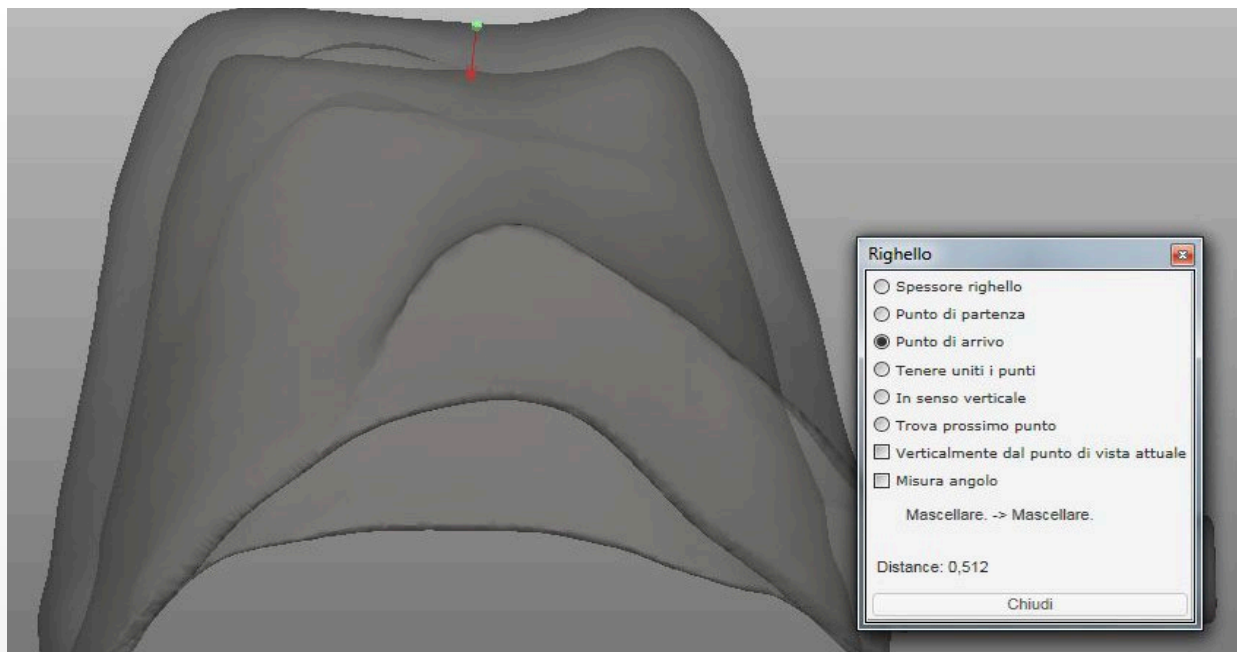 Righello
Spessore righello
Punto di partenza
Punto di arrivo
Tenere uniti i punti
In senso verticale
Trova prossimo punto
Verticalmente dal punto di vista attuale
Misura angolo
Mascellare. -> Mascellare.
Distance: 0,512
Chiudi